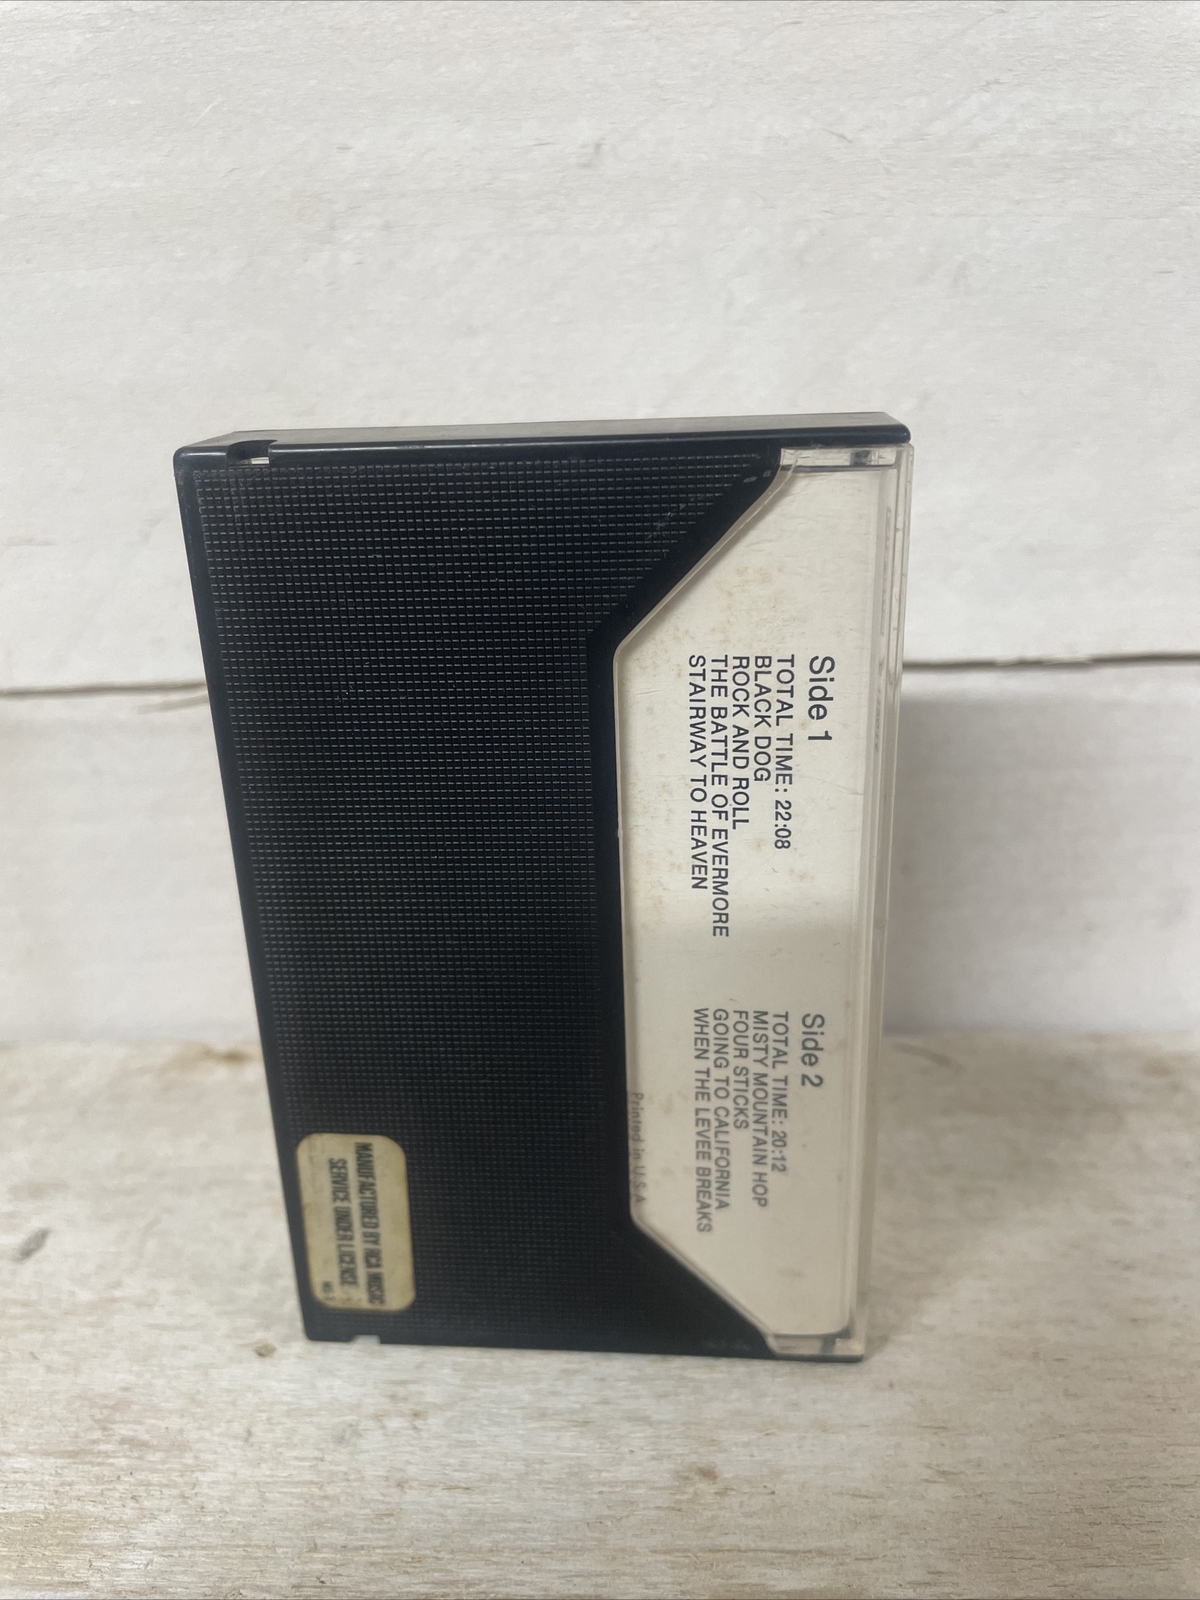 Side 1
TOTAL TIME: 22:08
BLACK DOG
ROCK AND ROLL
THE BATTLE OF EVERMORE
STAIRWAY TO HEAVEN
Side 2
TOTAL TIME: 20:12
MISTY MOUNTAIN HOP
FOUR STICKS
GOING TO CALIFORNIA
WHEN THE LEVEE BREAKS
Printed in U.S.A.
MANUFACTURED BY RCA MUSIC
SERVICE UNDER LICENSE